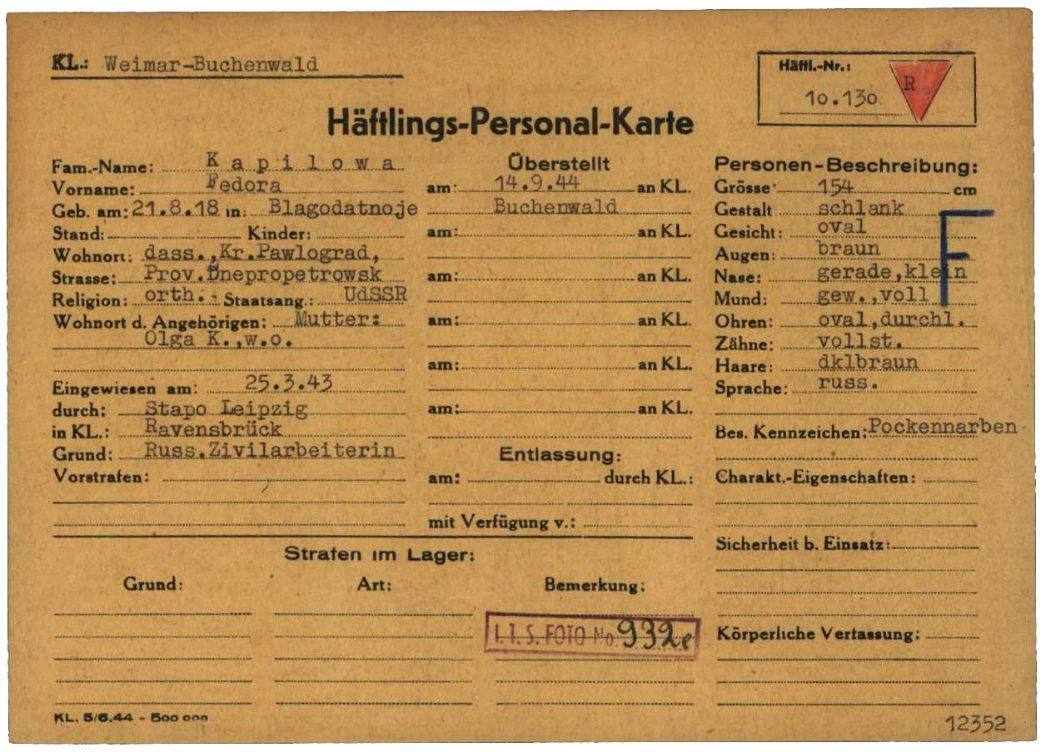 KL.: Weimar-Buchenwald
Häftl.-Nr.:
10.130
R
Häftlings-Personal-Karte
Fam.-Name: Kapilowa
Vorname: Fedora
Geb. am: 21.8.18 in: Blagodatnoje
Stand: Kinder:
Wohnort: dass.,Kr.Pawlograd,
Strasse: Prov.Dnepropetrowsk
Religion: orth. Staatsang.: UdSSR
Wohnort d. Angehörigen: Mutter:
Olga K.,w.o.
Eingewiesen am: 25.3.43
durch: Stapo Leipzig
in KL.: Ravensbrück
Grund: Russ.Zivilarbeiterin
Vorstrafen:
Überstellt
am: 14.9.44 an KL.
Buchenwald
am: an KL.
am: an KL.
am: an KL.
am: an KL.
am: an KL.
Entlassung:
am: durch KL.:
mit Verfügung v.:
Personen-Beschreibung:
Grösse: 154 cm
Gestalt schlank
Gesicht: oval
Augen: braun
Nase: gerade,klein
Mund: gew.,voll
Ohren: oval,durchl.
Zähne: vollst.
Haare: dklbraun
Sprache: russ.
F
Bes. Kennzeichen: Pockennarben
Charakt.-Eigenschaften:
Sicherheit b. Einsatz:
Körperliche Verfassung:
Strafen im Lager:
Grund: Art: Bemerkung:
I.T.S. FOTO No 932e
KL. 5/6.44 - 500 000
12352